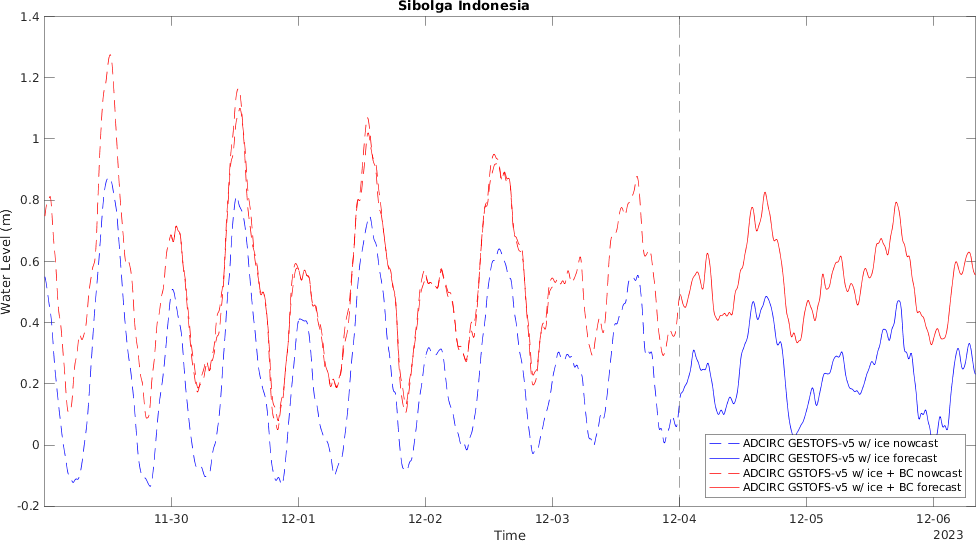 Sibolga Indonesia
1.4
1.2
1
0.8
0.6
0.4
0.2
0
-0.2
Water Level (m)
ADCIRC GESTOFS-v5 w/ ice nowcast
ADCIRC GESTOFS-v5 w/ ice forecast
ADCIRC GSTOFS-v5 w/ ice + BC nowcast
ADCIRC GSTOFS-v5 w/ ice + BC forecast
11-30 12-01 12-02 12-03 12-04 12-05 12-06
Time
2023